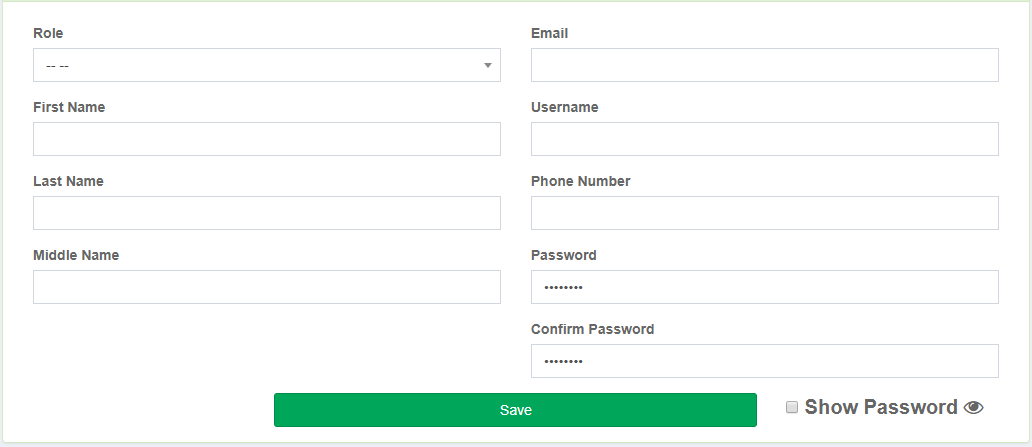 Role
Email
-- --
First Name
Username
Last Name
Phone Number
Middle Name
Password
••••••••
Confirm Password
••••••••
Save
Show Password